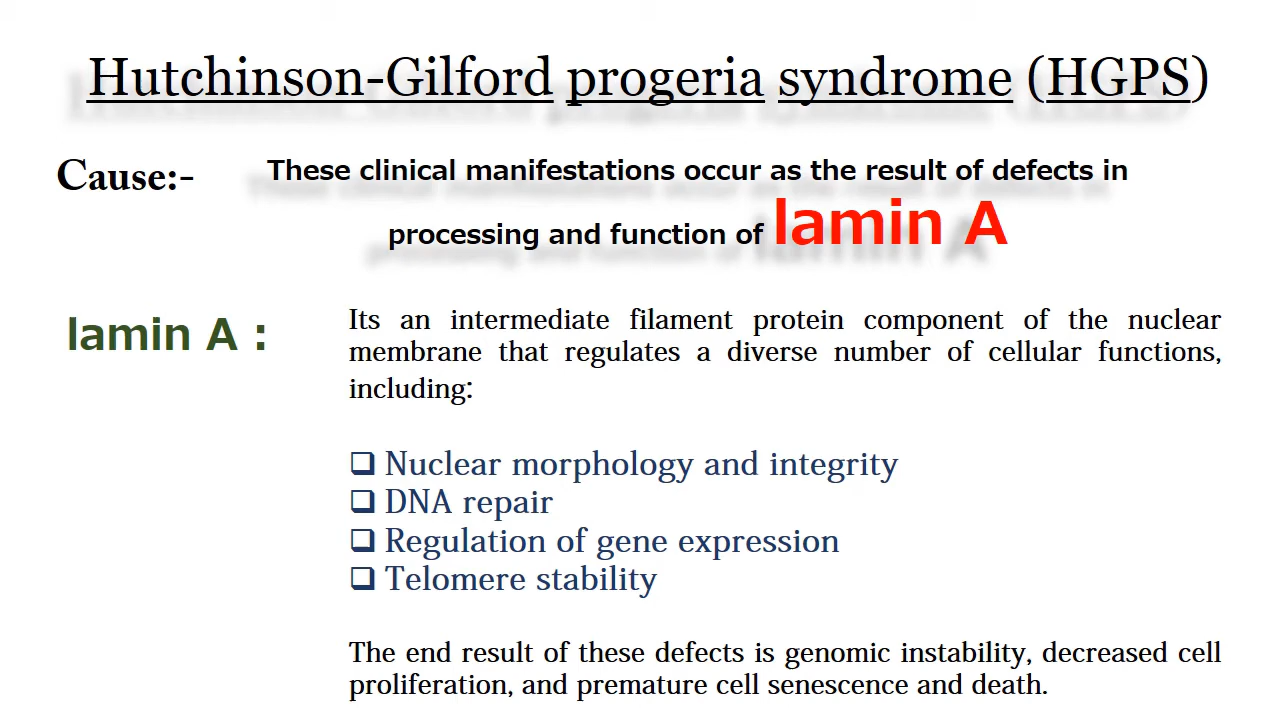 Hutchinson-Gilford progeria syndrome (HGPS)
Cause:- These clinical manifestations occur as the result of defects in
processing and function of lamin A
lamin A : Its an intermediate filament protein component of the nuclear
membrane that regulates a diverse number of cellular functions,
including:
❑ Nuclear morphology and integrity
❑ DNA repair
❑ Regulation of gene expression
❑ Telomere stability
The end result of these defects is genomic instability, decreased cell
proliferation, and premature cell senescence and death.